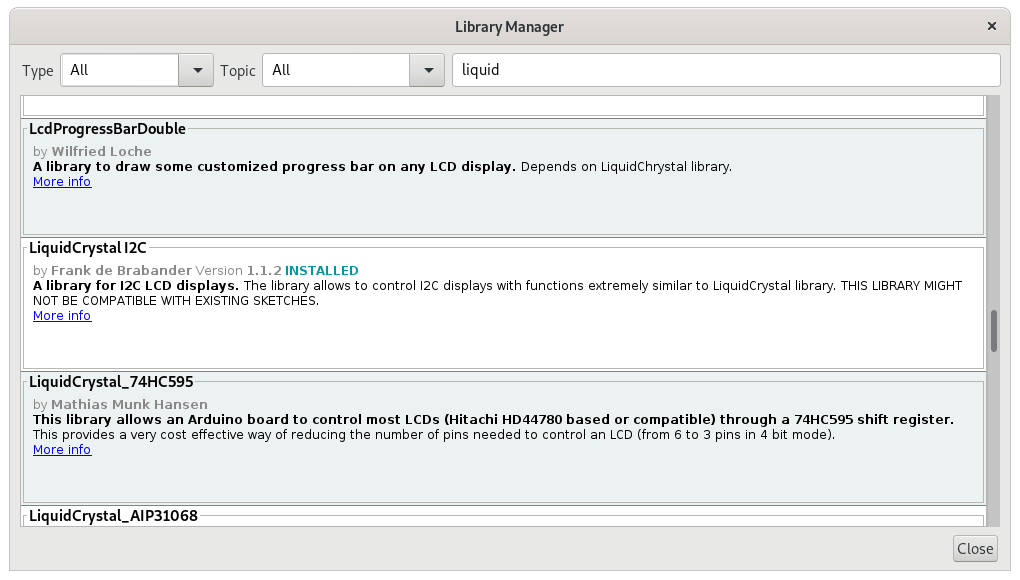 Library Manager
Type All Topic All liquid
LcdProgressBarDouble
by Wilfried Loche
A library to draw some customized progress bar on any LCD display. Depends on LiquidChrystal library.
More info
LiquidCrystal I2C
by Frank de Brabander Version 1.1.2 INSTALLED
A library for I2C LCD displays. The library allows to control I2C displays with functions extremely similar to LiquidCrystal library. THIS LIBRARY MIGHT
NOT BE COMPATIBLE WITH EXISTING SKETCHES.
More info
LiquidCrystal_74HC595
by Mathias Munk Hansen
This library allows an Arduino board to control most LCDs (Hitachi HD44780 based or compatible) through a 74HC595 shift register.
This provides a very cost effective way of reducing the number of pins needed to control an LCD (from 6 to 3 pins in 4 bit mode).
More info
LiquidCrystal_AIP31068
Close